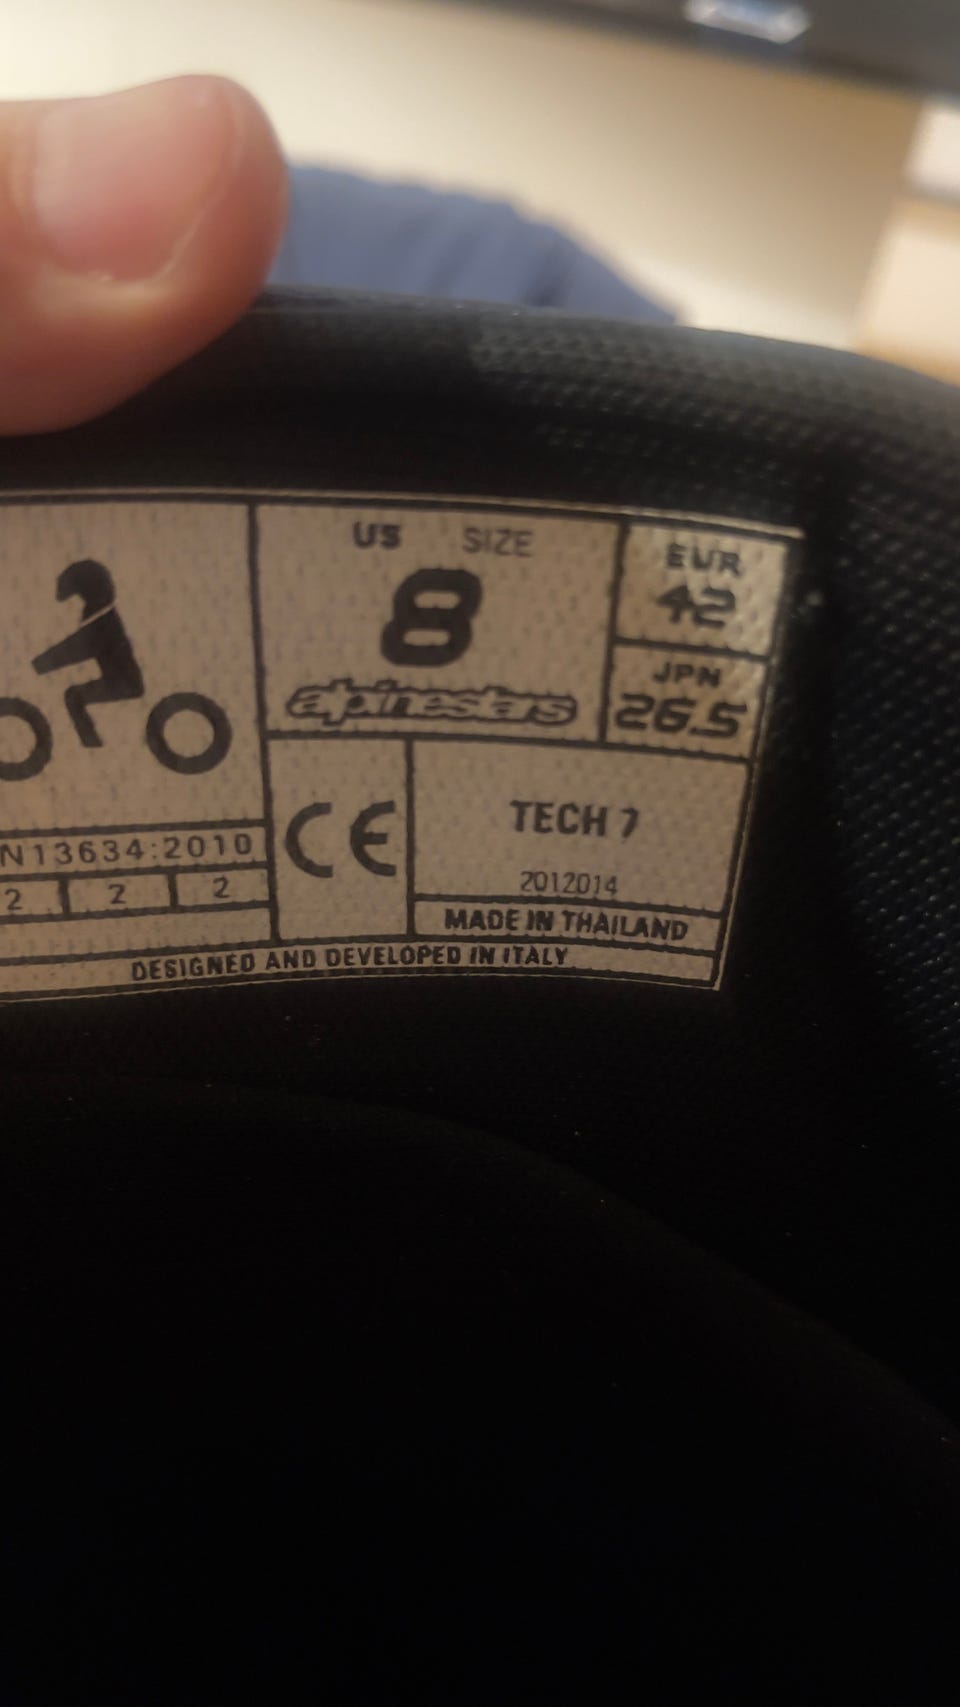 US SIZE
8
alpinestars
EUR
42
JPN
26.5
N13634:2010
2 2 2
CE
TECH 7
2012014
MADE IN THAILAND
DESIGNED AND DEVELOPED IN ITALY